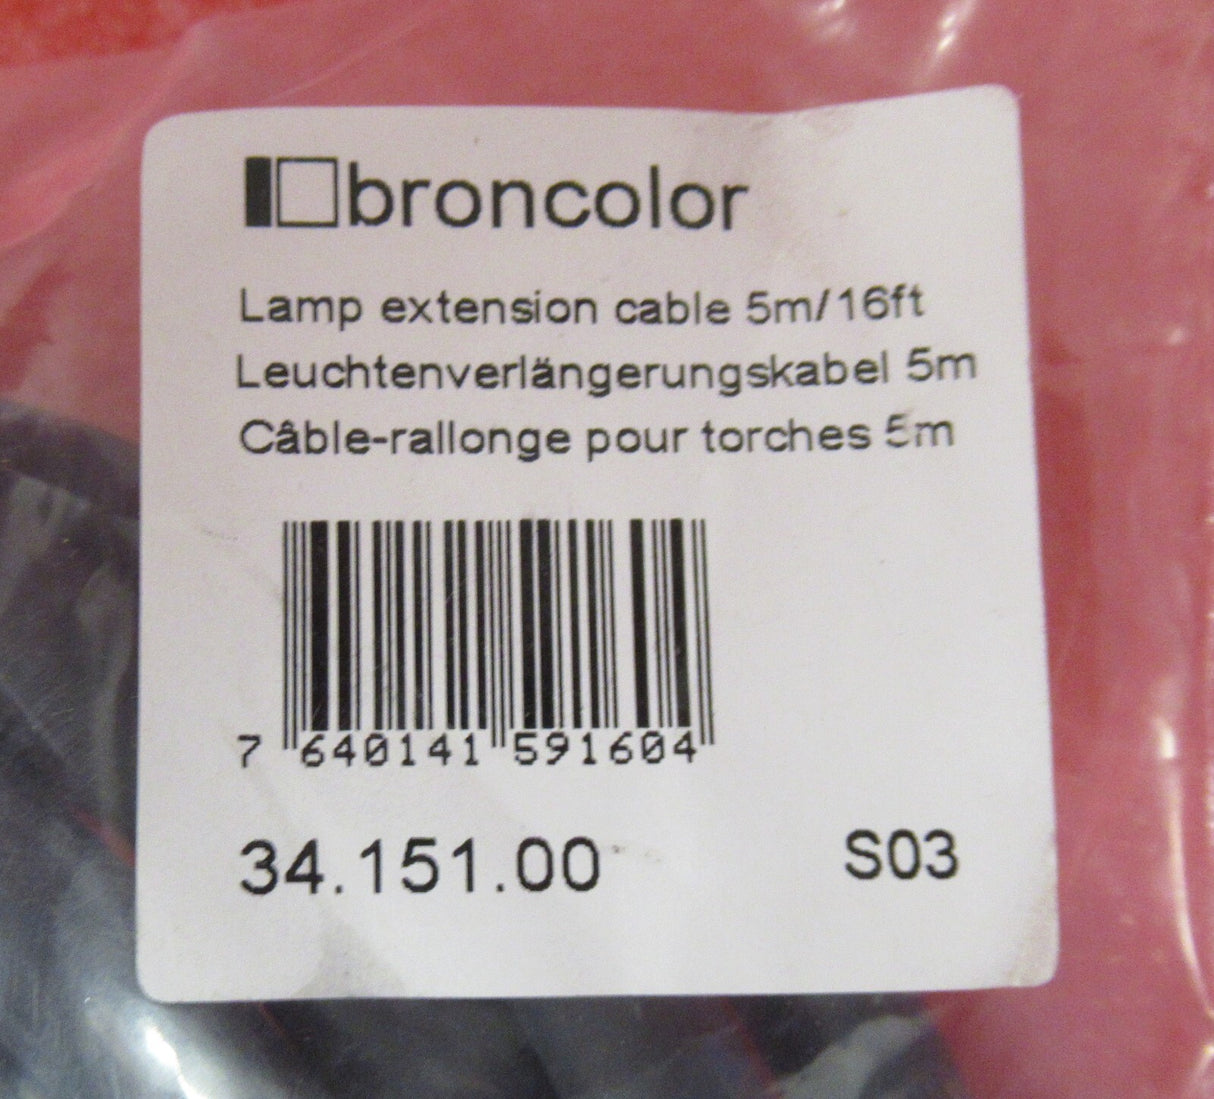 broncolor
Lamp extension cable 5m/16ft
Leuchtenverlängerungskabel 5m
Câble-rallonge pour torches 5m
7 640141 591604
34.151.00 S03